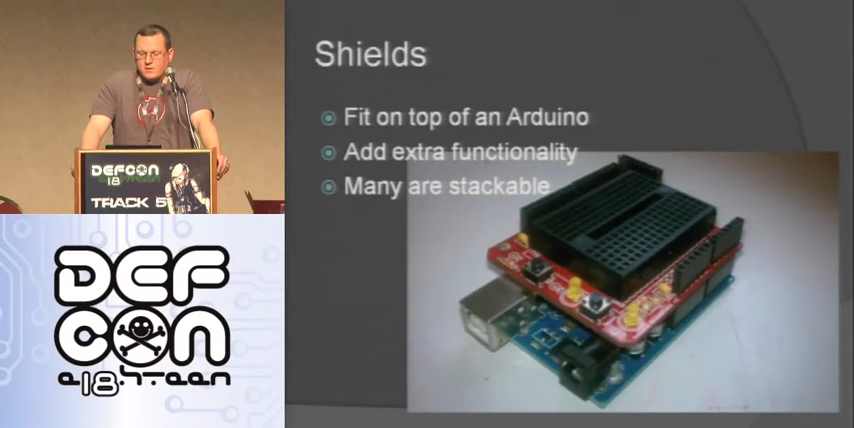 Shields
Fit on top of an Arduino
Add extra functionality
Many are stackable
DEFCON
18
TRACK 5
DEF
CON
e18hteen